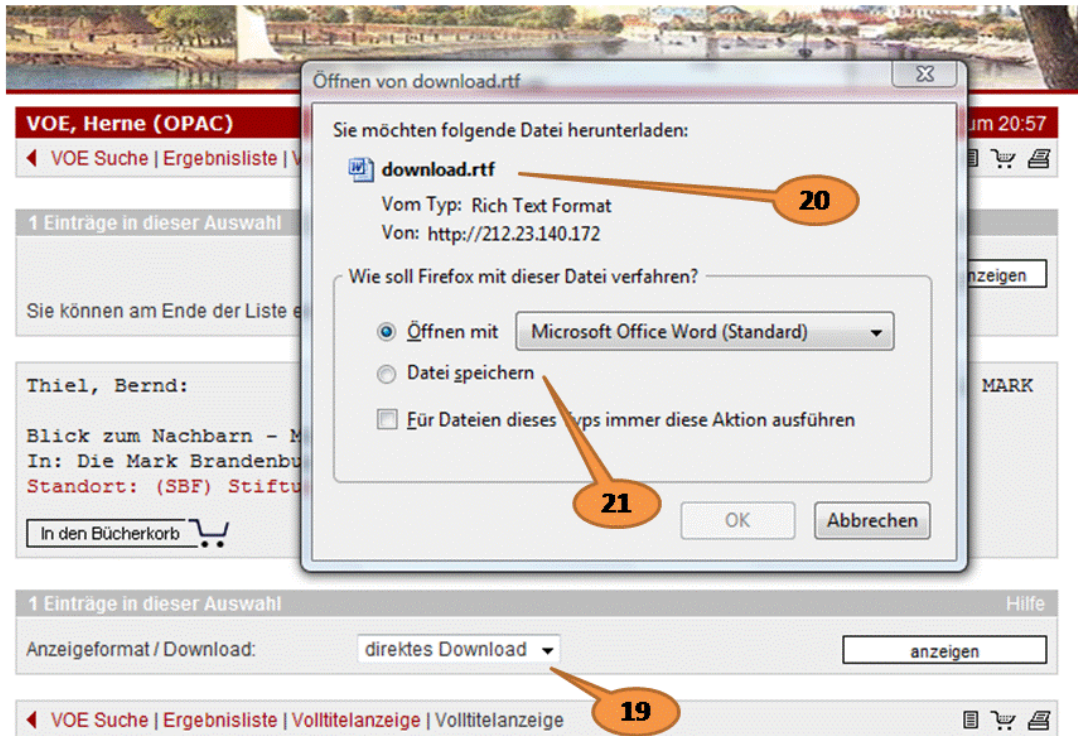 Öffnen von download.rtf
VOE, Herne (OPAC)
um 20:57
VOE Suche | Ergebnisliste | V
Sie möchten folgende Datei herunterladen:
download.rtf
20
Vom Typ: Rich Text Format
Von: http://212.23.140.172
1 Einträge in dieser Auswahl
nzeigen
Sie können am Ende der Liste e
Wie soll Firefox mit dieser Datei verfahren?
Öffnen mit Microsoft Office Word (Standard)
Datei speichern
Für Dateien dieses Typs immer diese Aktion ausführen
21
OK Abbrechen
Thiel, Bernd: MARK
Blick zum Nachbarn - M
In: Die Mark Brandenbu
Standort: (SBF) Stiftu
In den Bücherkorb
1 Einträge in dieser Auswahl Hilfe
Anzeigeformat / Download: direktes Download anzeigen
19
VOE Suche | Ergebnisliste | Volltitelanzeige | Volltitelanzeige